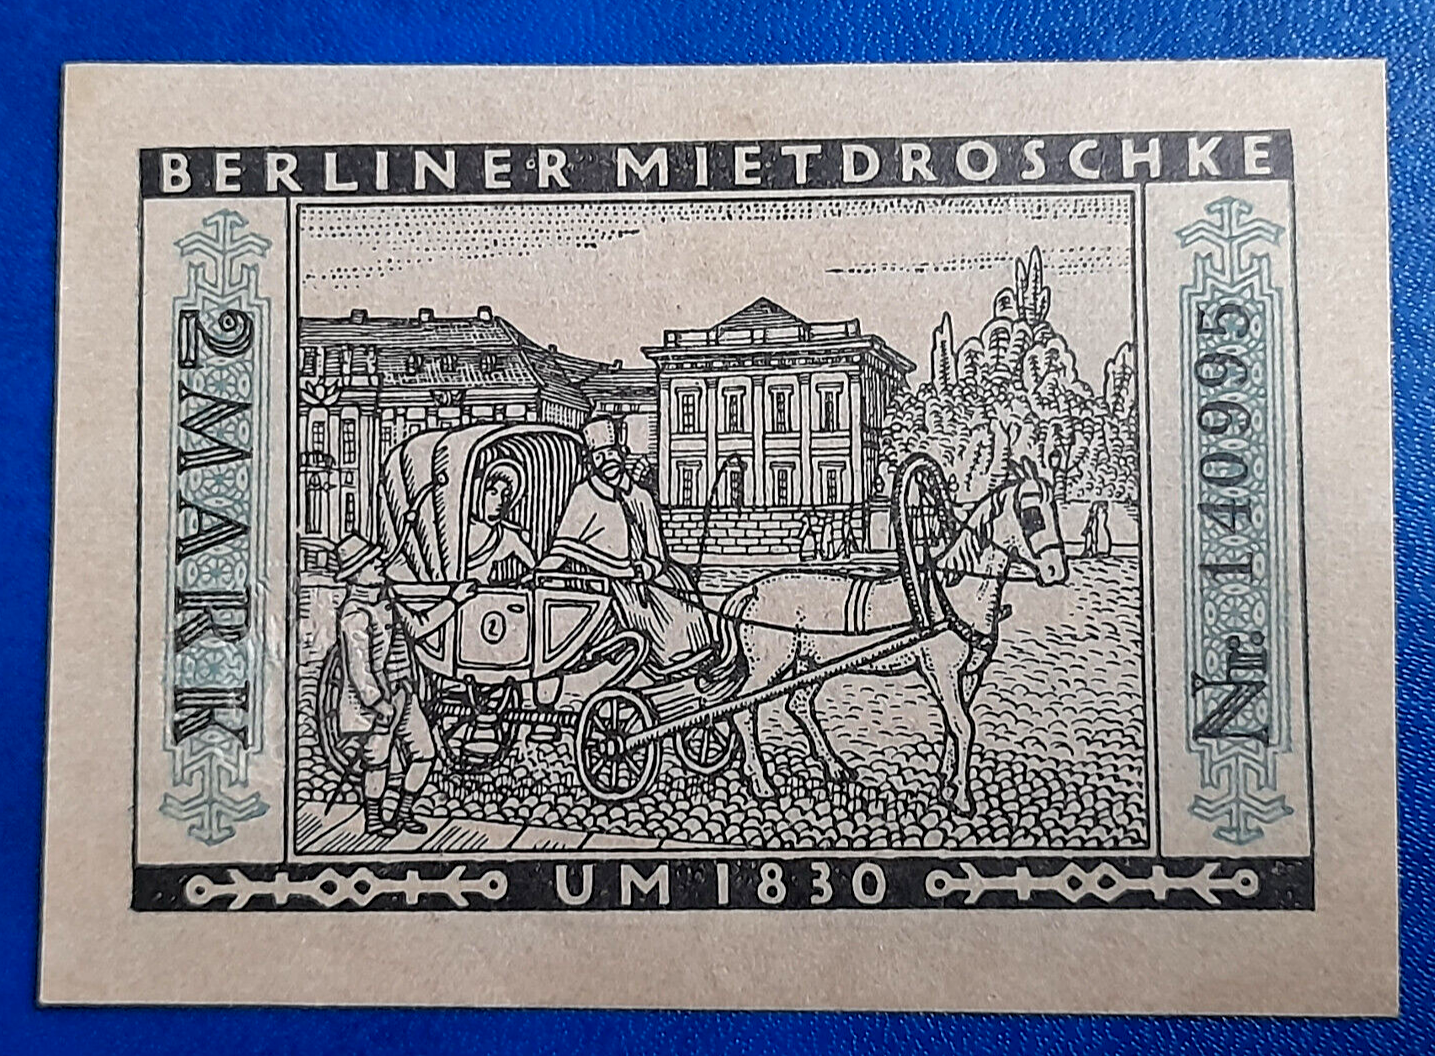 BERLINER MIETDROSCHKE
2 MARK
2
Nr. 140995
UM 1830